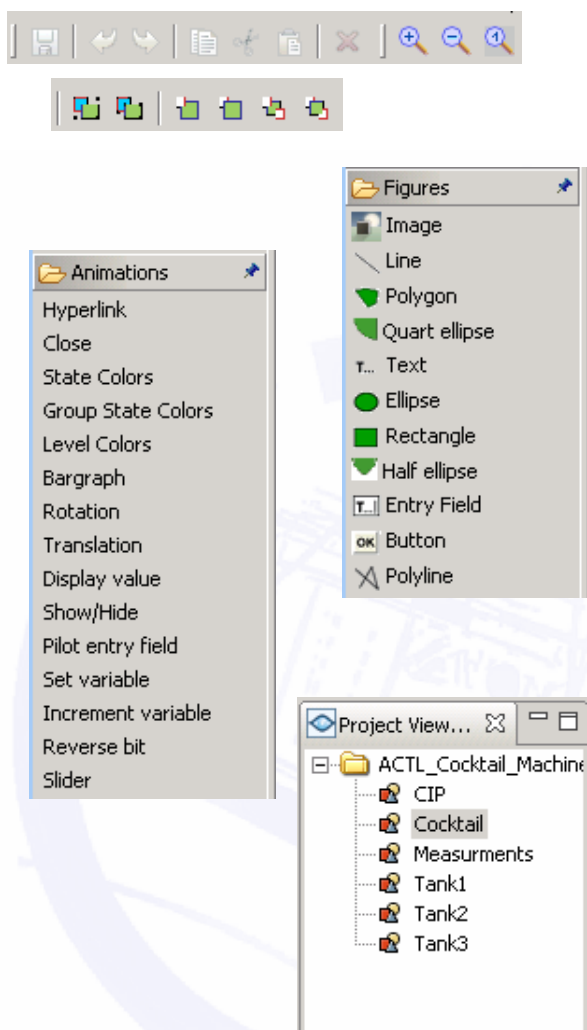 Figures
Image
Line
Polygon
Quart ellipse
T... Text
Ellipse
Rectangle
Half ellipse
T... Entry Field
OK Button
Polyline
Animations
Hyperlink
Close
State Colors
Group State Colors
Level Colors
Bargraph
Rotation
Translation
Display value
Show/Hide
Pilot entry field
Set variable
Increment variable
Reverse bit
Slider
Project View...
ACTL_Cocktail_Machine
CIP
Cocktail
Measurments
Tank1
Tank2
Tank3